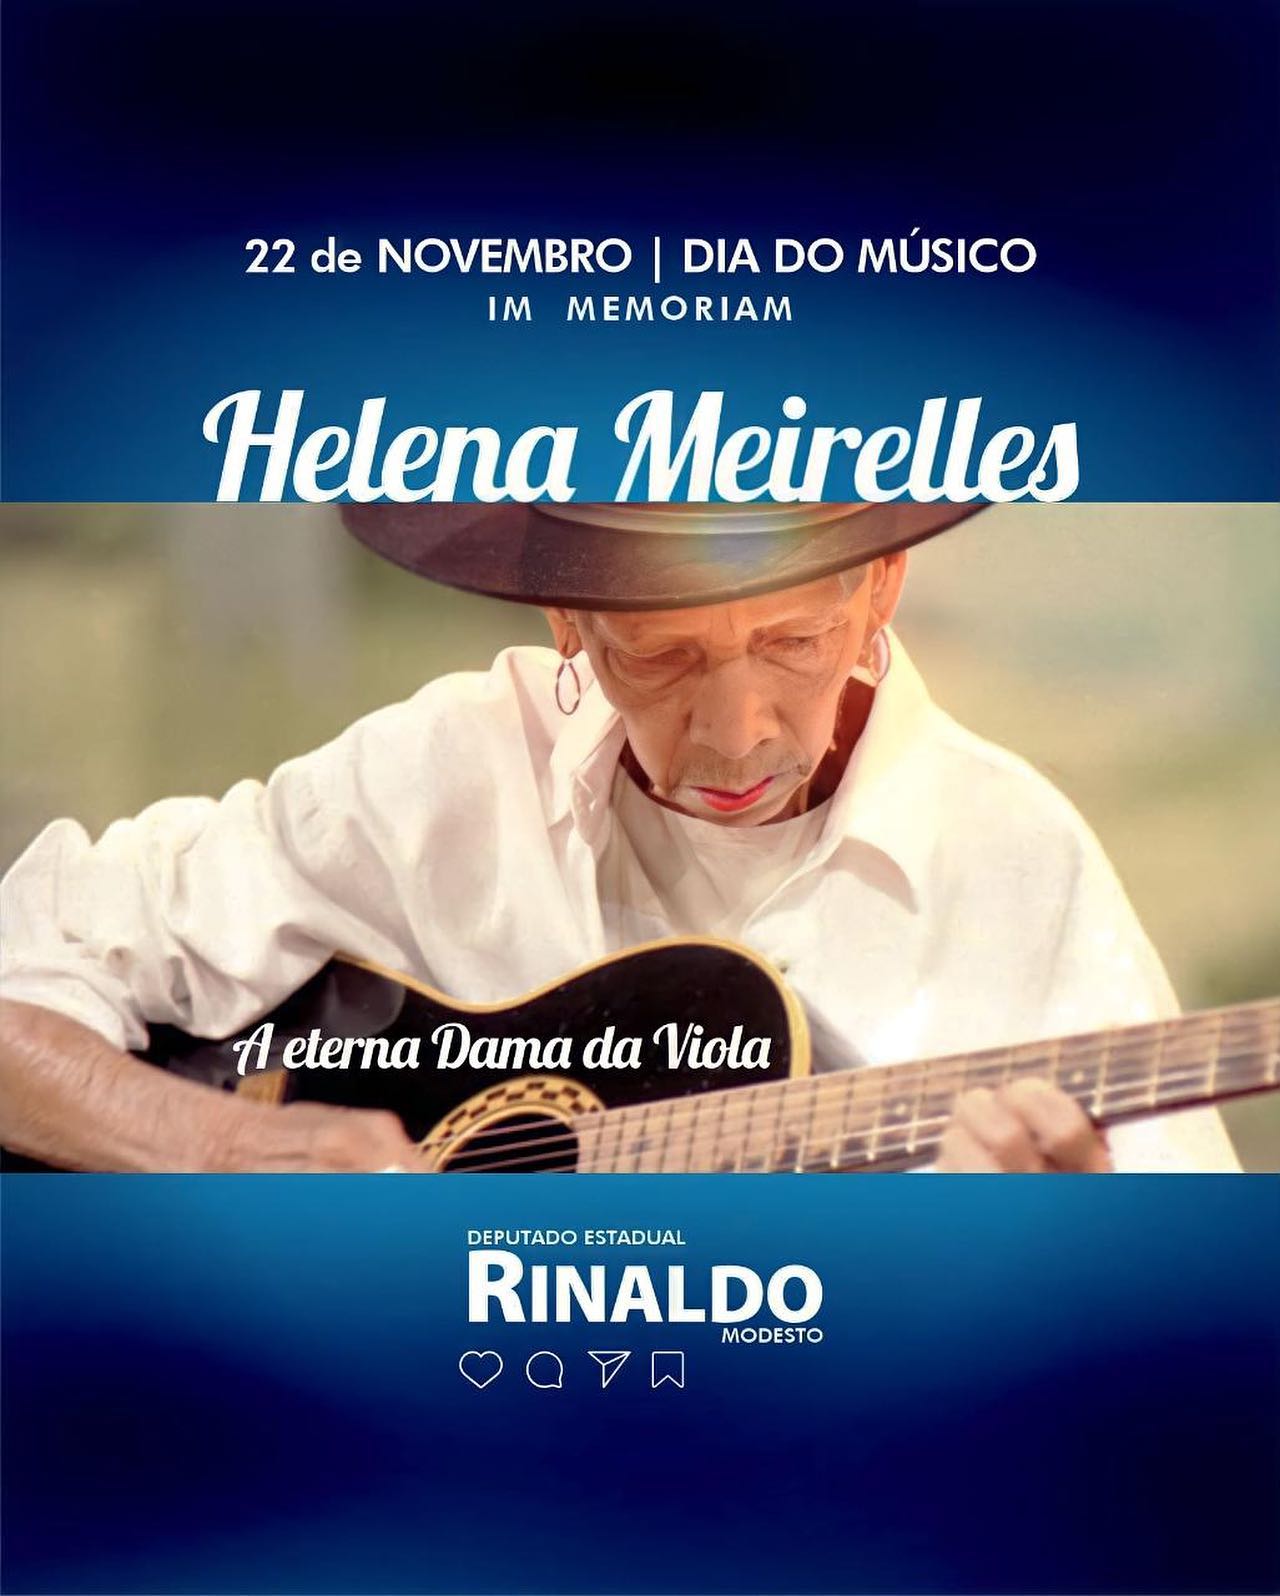 22 de NOVEMBRO | DIA DO MÚSICO
IM MEMORIAM
Helena Meirelles
A eterna Dama da Viola
DEPUTADO ESTADUAL
RINALDO
MODESTO